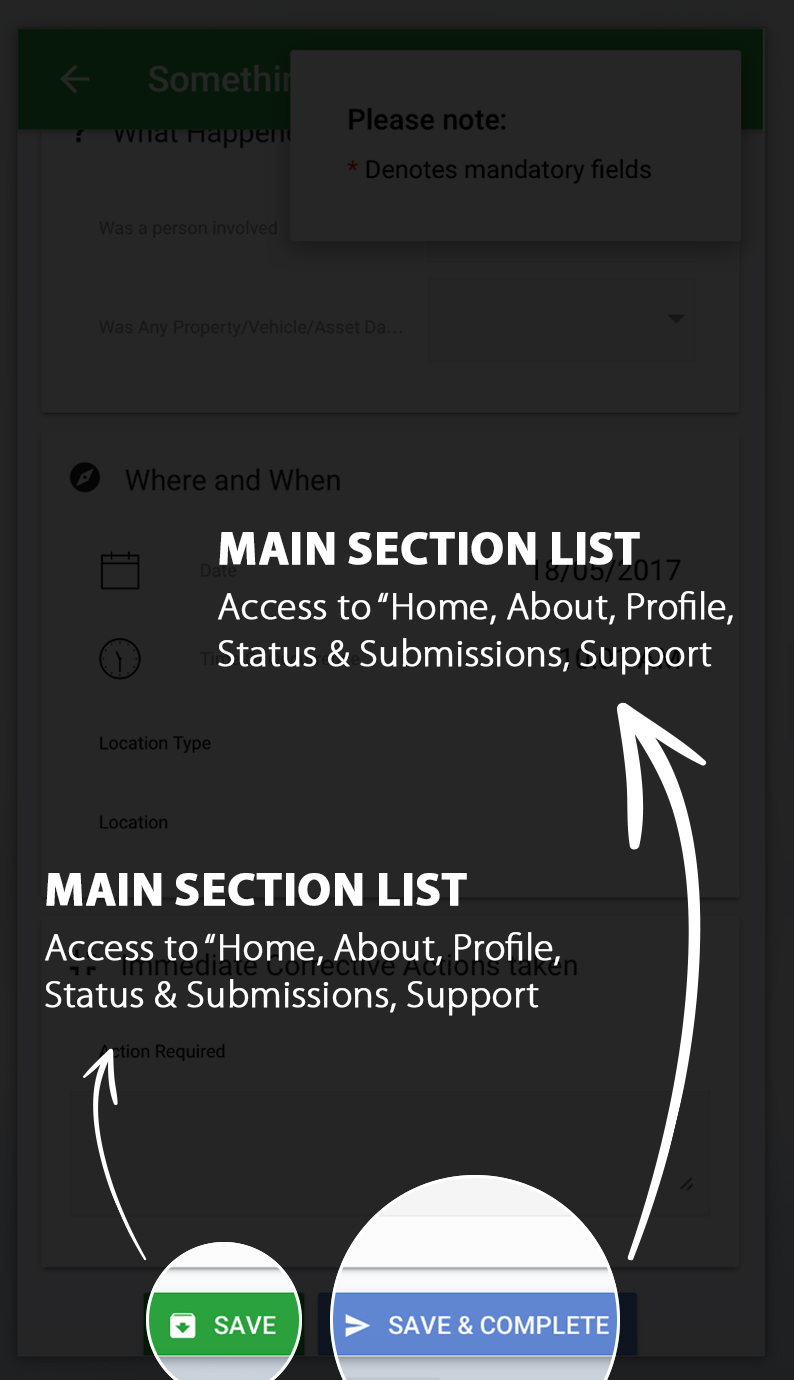 Somethin
Please note:
* Denotes mandatory fields
? What Happene
Was a person involved
Was Any Property/Vehicle/Asset Da...
Where and When
MAIN SECTION LIST
Date
18/05/2017
Access to “Home, About, Profile,
Status & Submissions, Support
Location Type
Location
MAIN SECTION LIST
Access to “Home, About, Profile,
Immediate Corrective Actions taken
Status & Submissions, Support
Action Required
SAVE
SAVE & COMPLETE